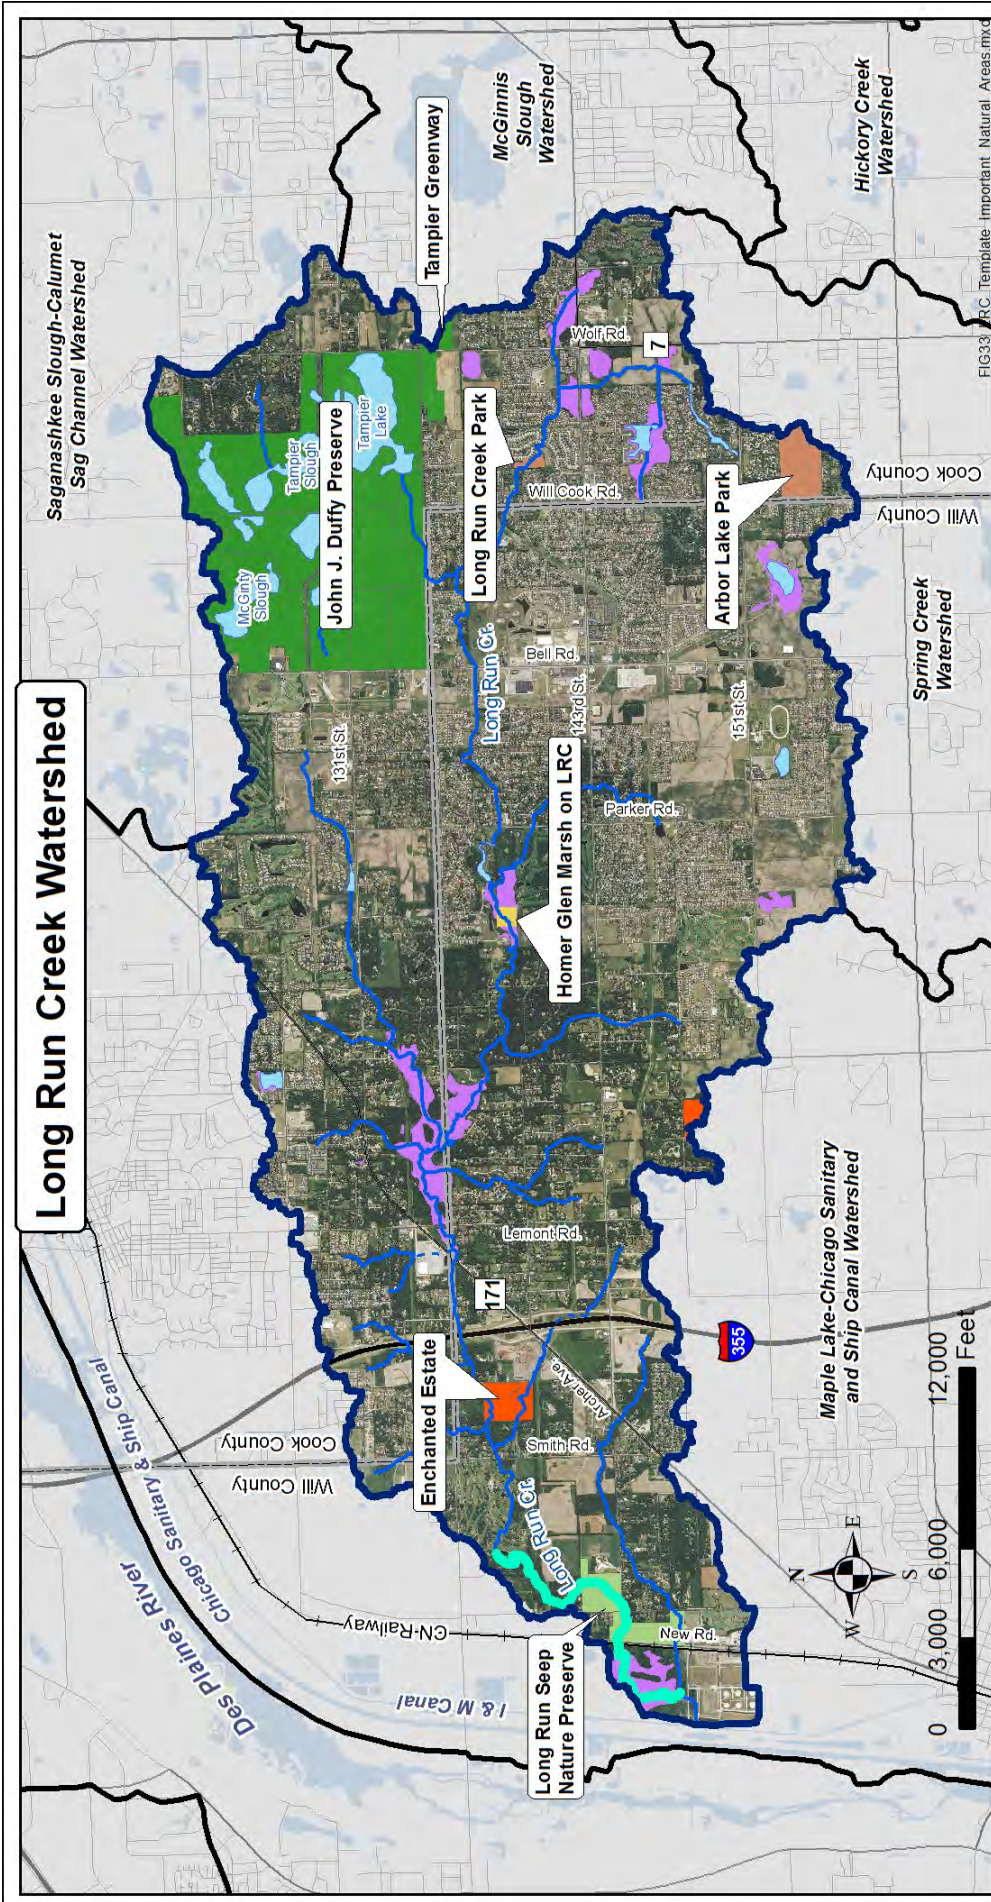 Long Run Creek Watershed
Saganashkee Slough-Calumet
Sag Channel Watershed
McGinnis
Slough
Watershed
Hickory Creek
Watershed
Tampier Greenway
John J. Duffy Preserve
Tampier
Slough
Tampier
Lake
McGinty
Slough
Long Run Creek Park
Wolf Rd.
7
Will Cook Rd.
Arbor Lake Park
Cook County
Will County
Spring Creek
Watershed
Long Run Cr.
Bell Rd.
143rd St.
151st St.
131st St.
Parker Rd.
Homer Glen Marsh on LRC
Lemont Rd.
171
355
Enchanted Estate
Archer Ave.
Smith Rd.
Cook County
Will County
Long Run Cr.
New Rd.
Long Run Seep
Nature Preserve
CN-Railway
Des Plaines River
Chicago Sanitary & Ship Canal
I & M Canal
Maple Lake-Chicago Sanitary
and Ship Canal Watershed
N
W
E
S
0 3,000 6,000 12,000
Feet
Template Important Natural Areas.mxd